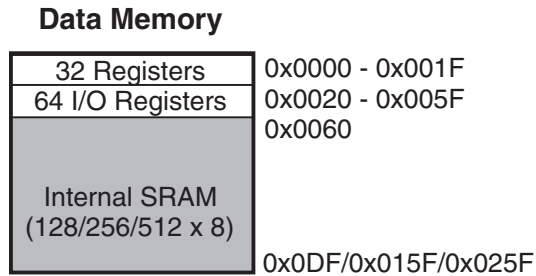 Data Memory
32 Registers 0x0000 - 0x001F
64 I/O Registers 0x0020 - 0x005F
0x0060
Internal SRAM
(128/256/512 x 8)
0x0DF/0x015F/0x025F